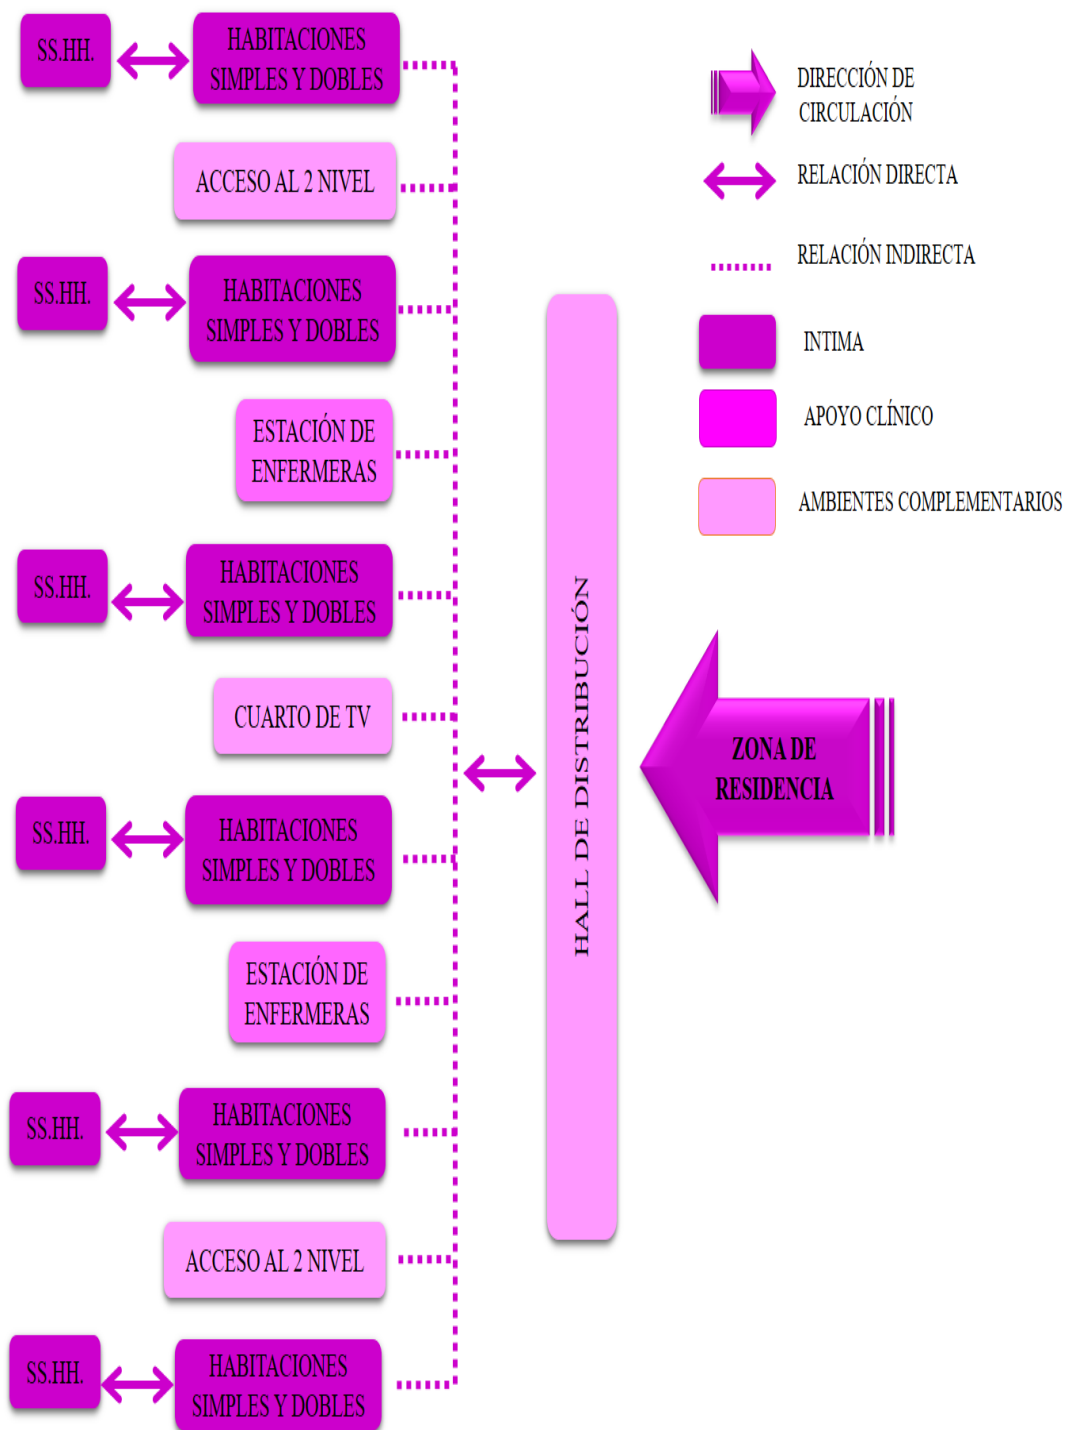 SS.HH.
HABITACIONES
SIMPLES Y DOBLES
ACCESO AL 2 NIVEL
SS.HH.
HABITACIONES
SIMPLES Y DOBLES
ESTACIÓN DE
ENFERMERAS
SS.HH.
HABITACIONES
SIMPLES Y DOBLES
CUARTO DE TV
SS.HH.
HABITACIONES
SIMPLES Y DOBLES
ESTACIÓN DE
ENFERMERAS
SS.HH.
HABITACIONES
SIMPLES Y DOBLES
ACCESO AL 2 NIVEL
SS.HH.
HABITACIONES
SIMPLES Y DOBLES
HALL DE DISTRIBUCIÓN
ZONA DE
RESIDENCIA
DIRECCIÓN DE
CIRCULACIÓN
RELACIÓN DIRECTA
RELACIÓN INDIRECTA
INTIMA
APOYO CLÍNICO
AMBIENTES COMPLEMENTARIOS